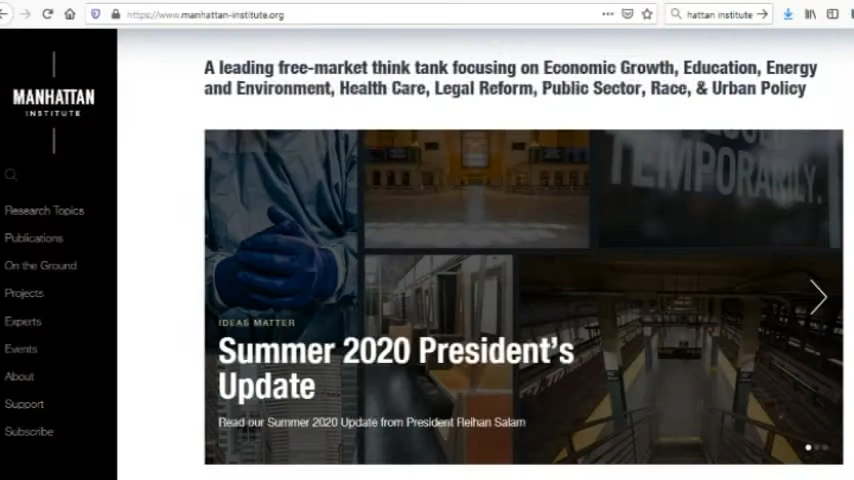 https://www.manhattan-institute.org
hattan institute
A leading free-market think tank focusing on Economic Growth, Education, Energy
and Environment, Health Care, Legal Reform, Public Sector, Race, & Urban Policy
MANHATTAN
INSTITUTE
TEMPORARILY.
Research Topics
Publications
On the Ground
Projects
Experts
Events
About
Support
Subscribe
IDEAS MATTER
Summer 2020 President's
Update
Read our Summer 2020 Update from President Reihan Salam